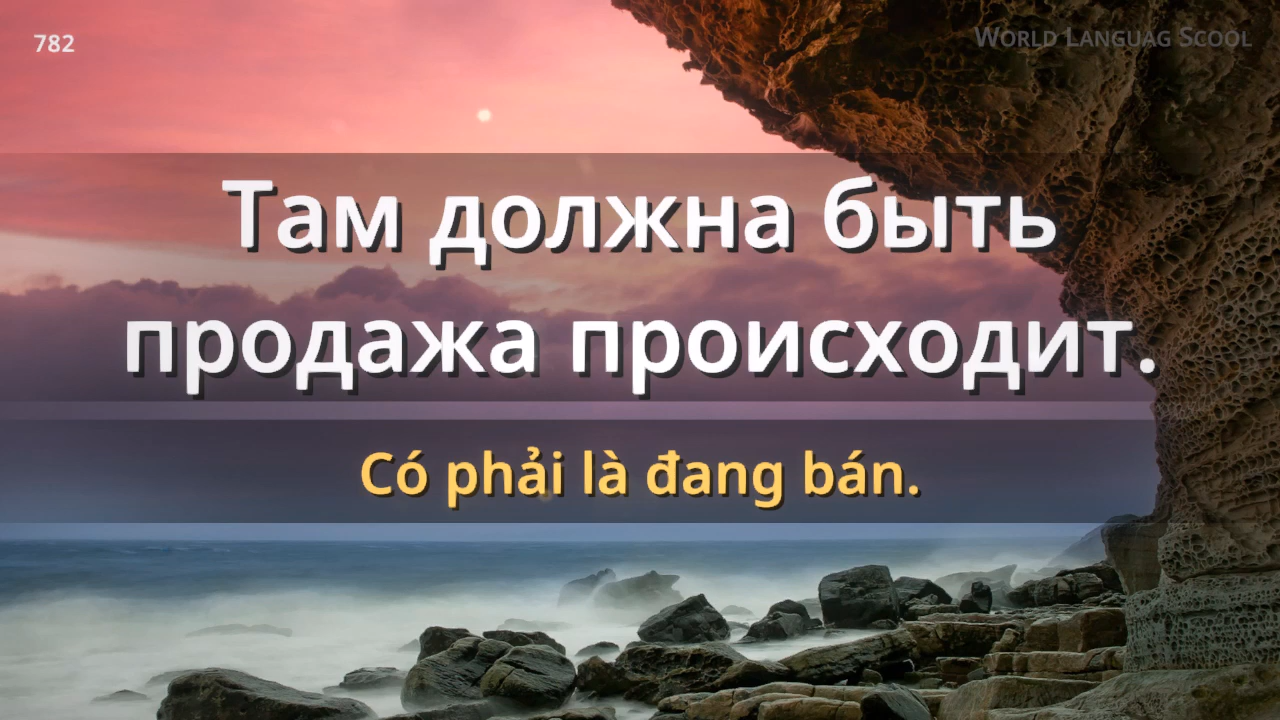 782
World Languag Scool
Там должна быть
продажа происходит.
Có phải là đang bán.